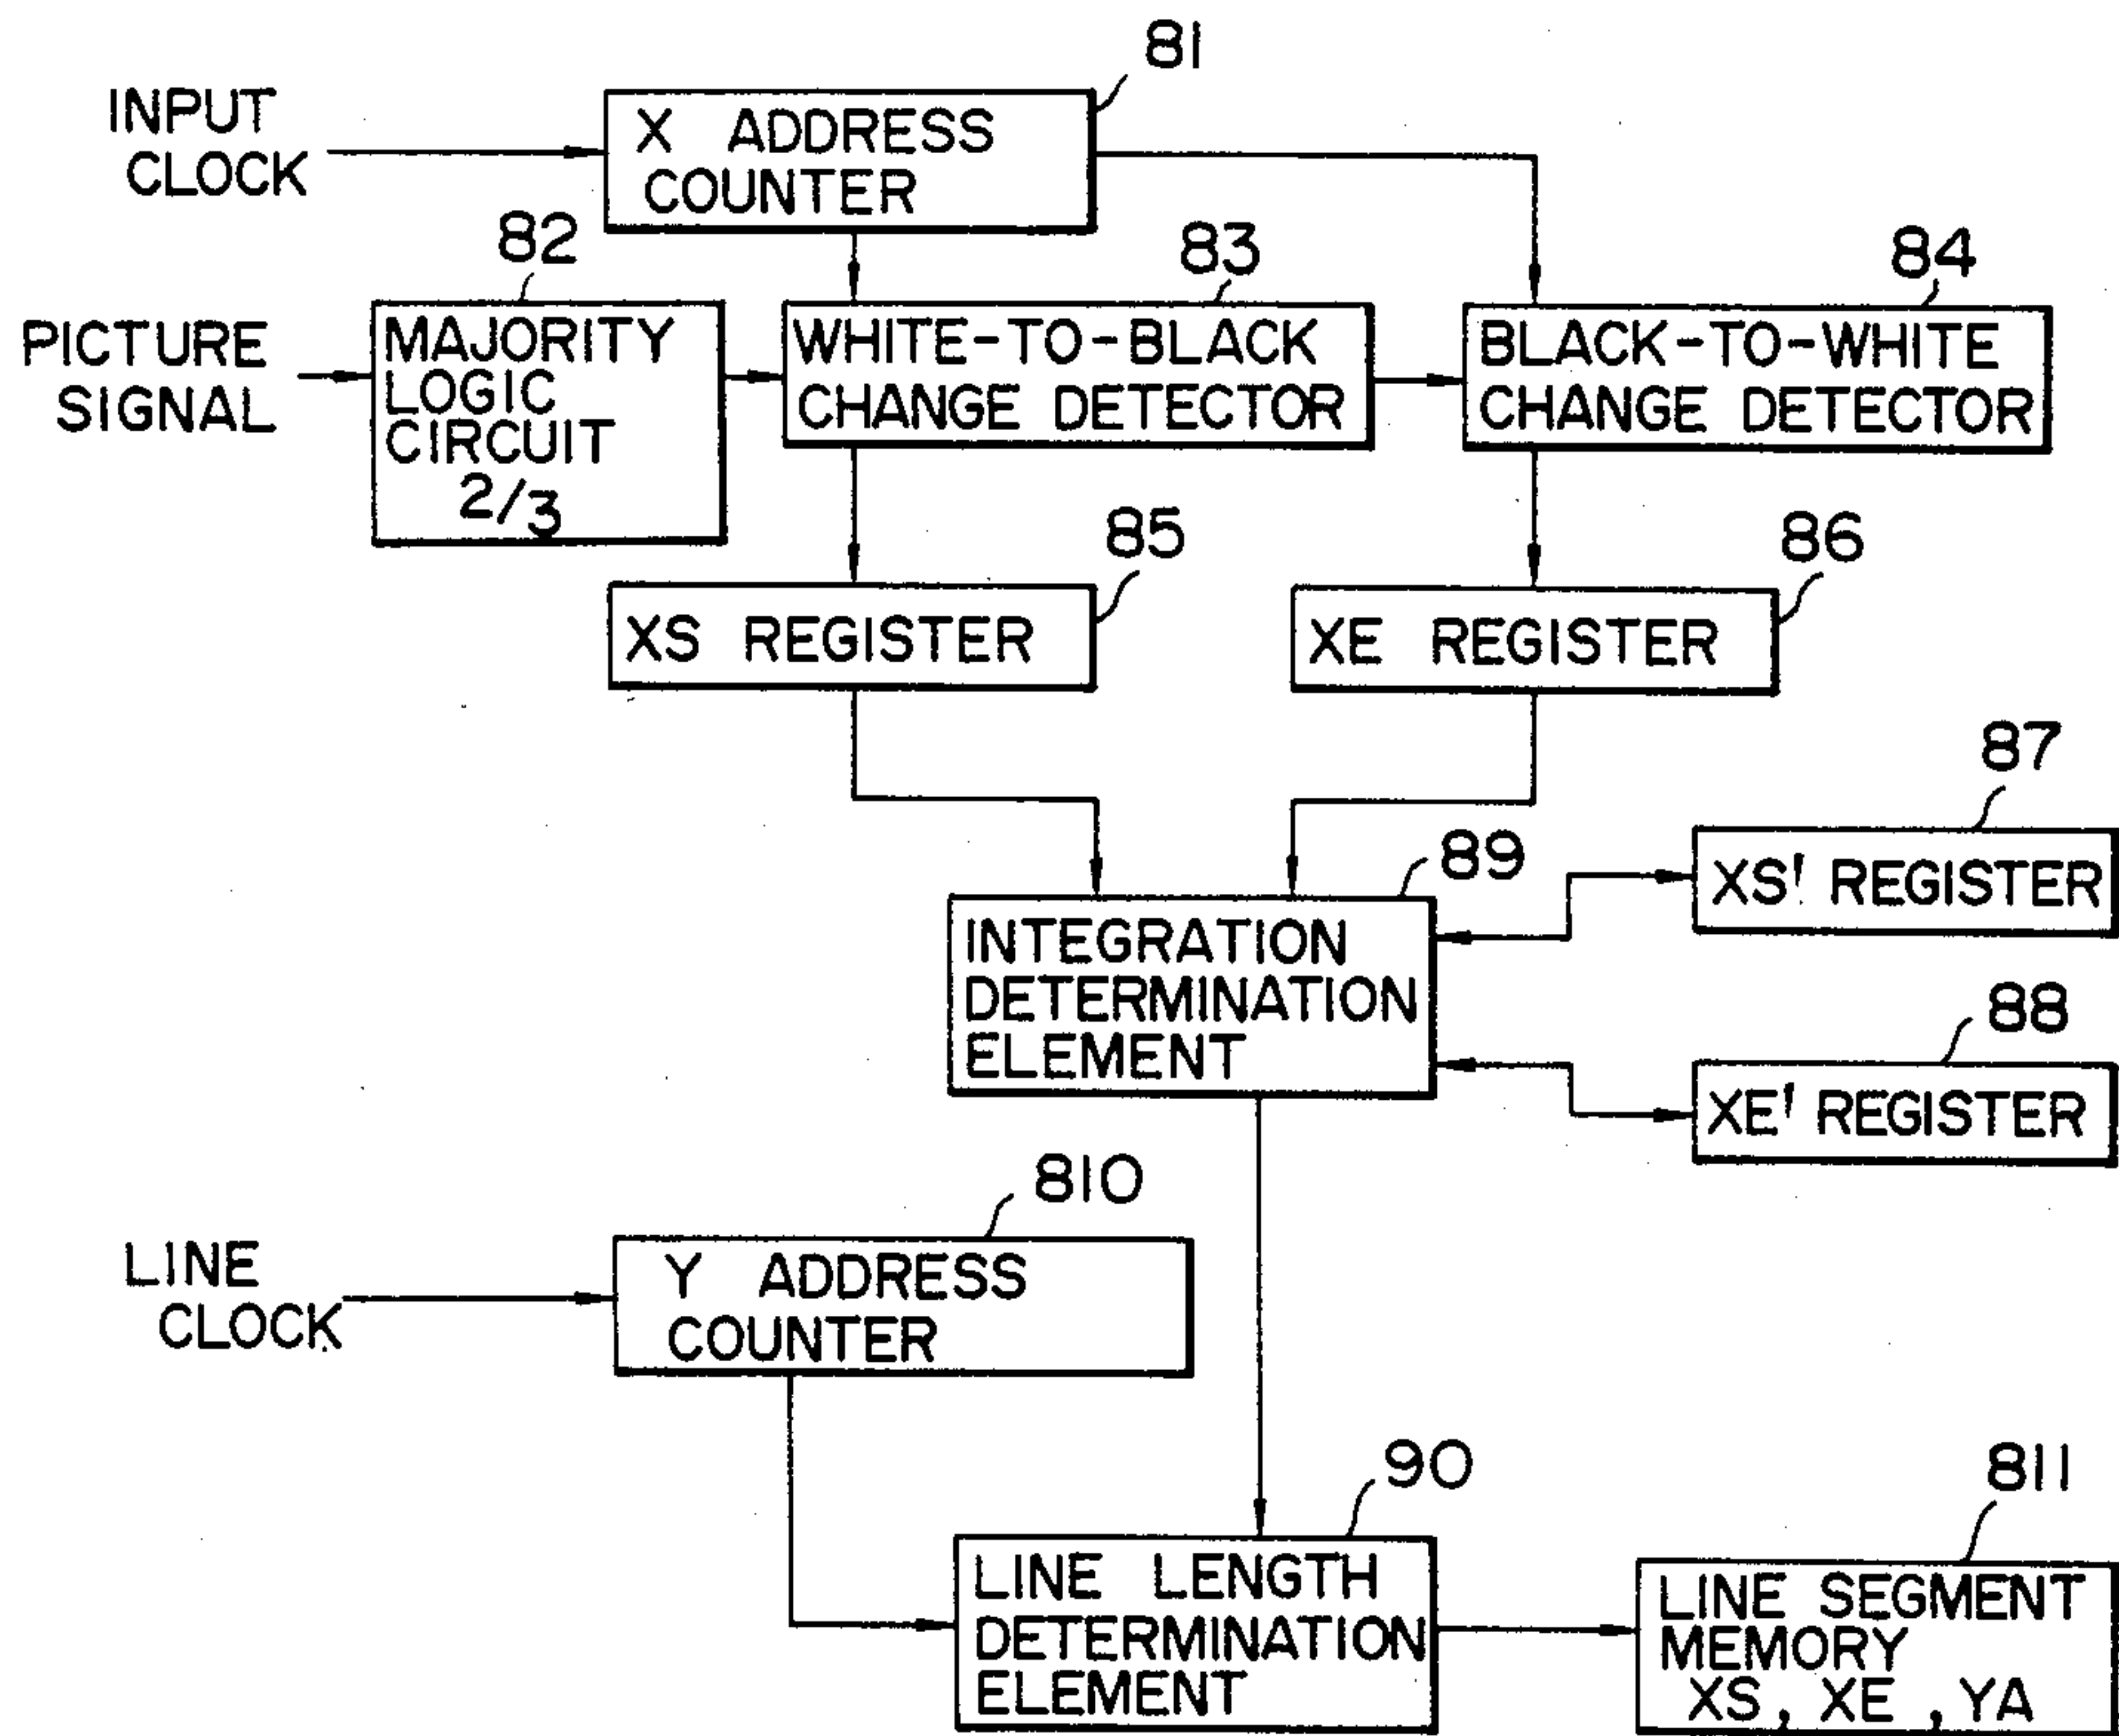 81
INPUT
CLOCK
X ADDRESS
COUNTER
82
83
84
PICTURE
SIGNAL
MAJORITY
LOGIC
CIRCUIT
2/3
WHITE-TO-BLACK
CHANGE DETECTOR
BLACK-TO-WHITE
CHANGE DETECTOR
85
86
XS REGISTER
XE REGISTER
87
89
XS' REGISTER
INTEGRATION
DETERMINATION
ELEMENT
88
XE' REGISTER
810
LINE
CLOCK
Y ADDRESS
COUNTER
90
811
LINE LENGTH
DETERMINATION
ELEMENT
LINE SEGMENT
MEMORY
XS, XE, YA